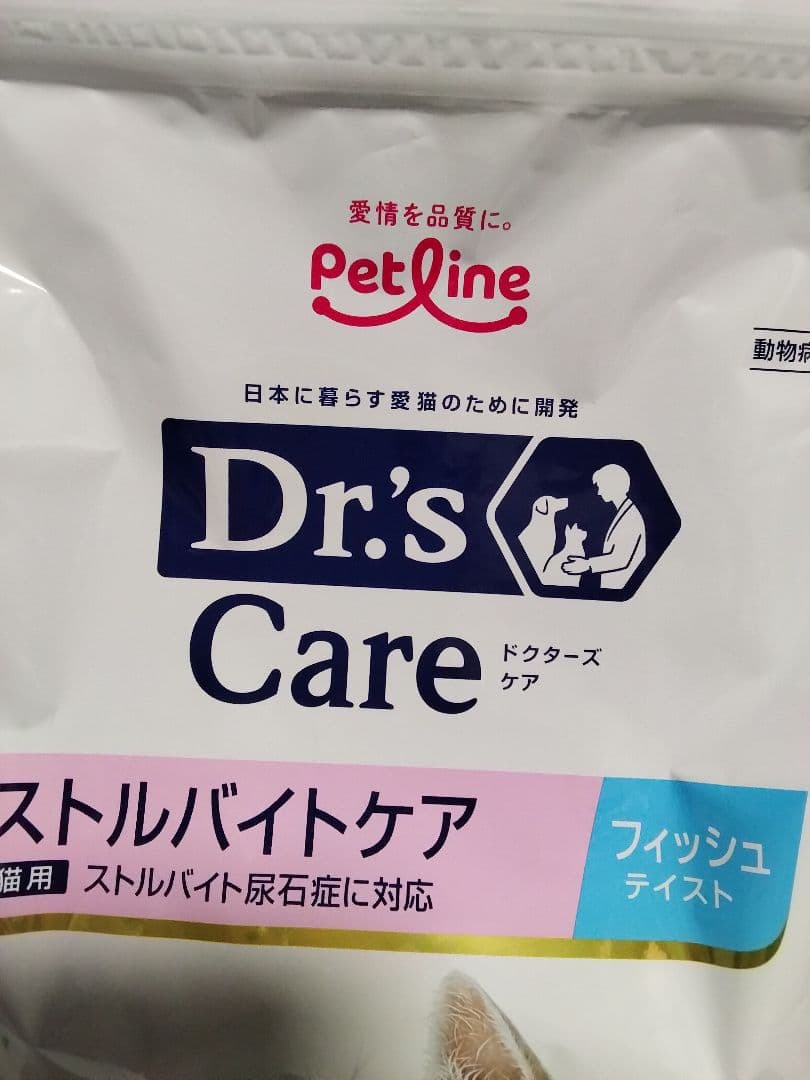 愛情を品質に。
Petline
動物病
日本に暮らす愛猫のために開発
Dr.'s
Care
ドクターズ
ケア
ストルバイトケア
猫用 ストルバイト尿石症に対応
フィッシュ
テイスト